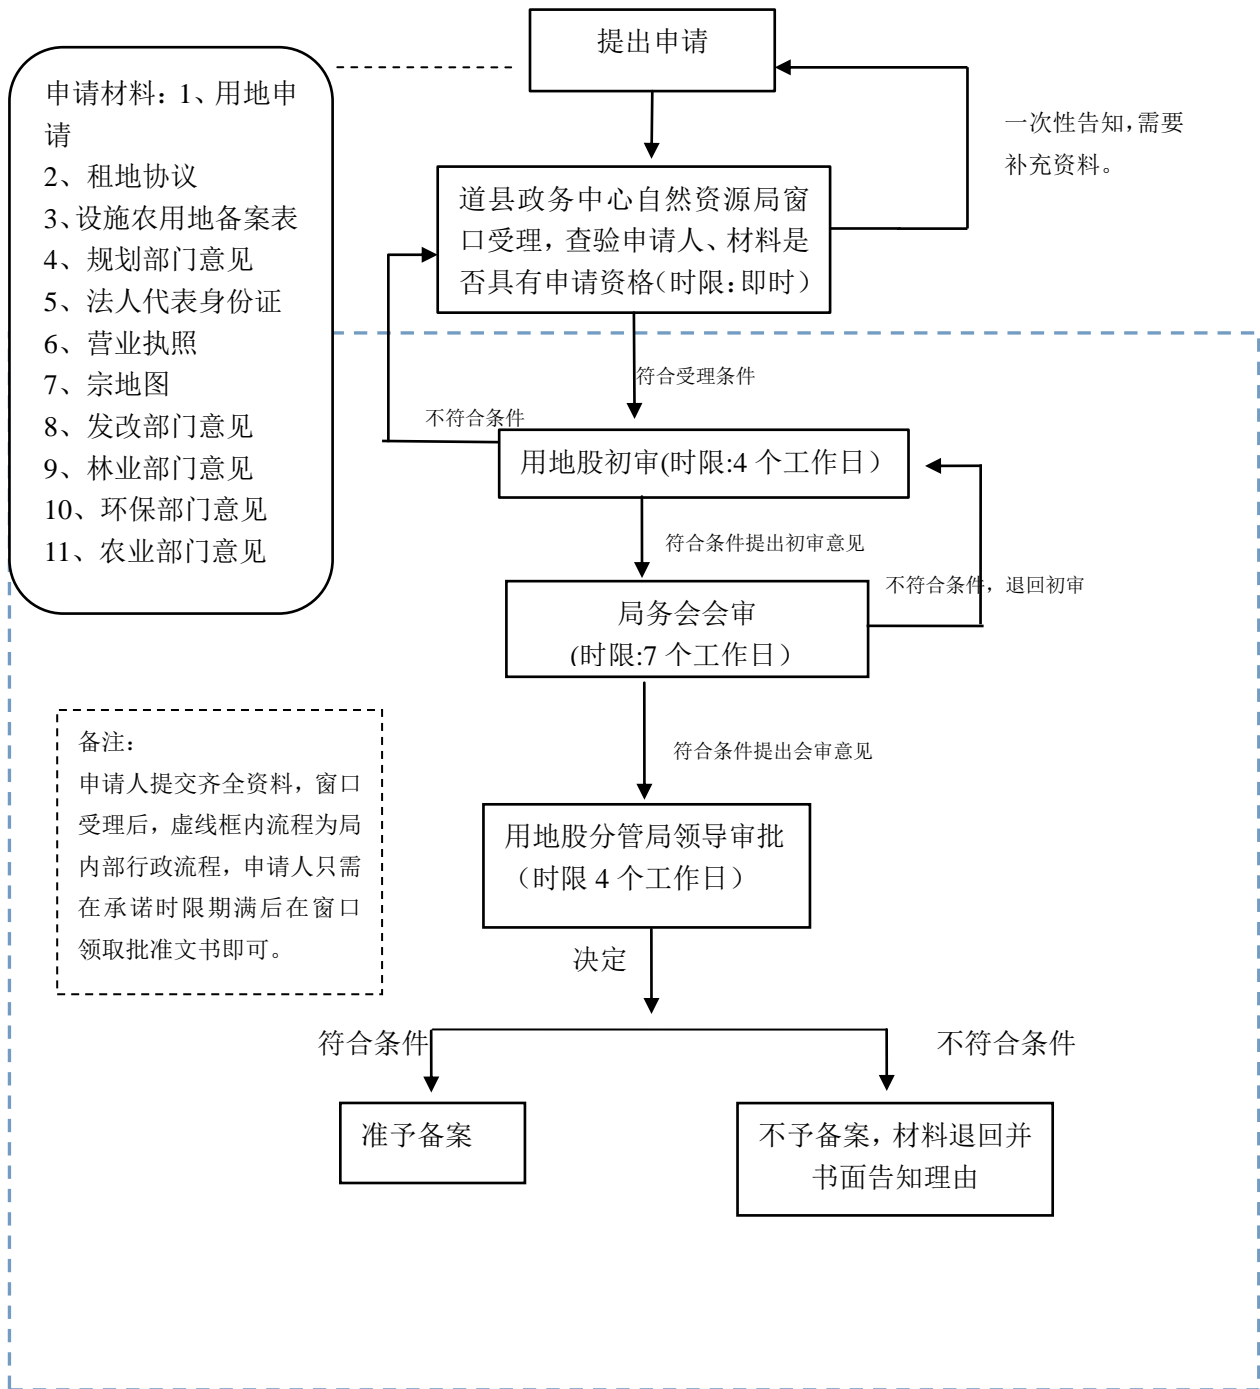 提出申请
申请材料：1、用地申
请
2、租地协议
3、设施农用地备案表
4、规划部门意见
5、法人代表身份证
6、营业执照
7、宗地图
8、发改部门意见
9、林业部门意见
10、环保部门意见
11、农业部门意见
一次性告知，需要
补充资料。
道县政务中心自然资源局窗
口受理，查验申请人、材料是
否具有申请资格（时限：即时）
符合受理条件
不符合条件
用地股初审(时限:4 个工作日）
符合条件提出初审意见
不符合条件，退回初审
局务会会审
(时限:7 个工作日）
符合条件提出会审意见
备注：
申请人提交齐全资料，窗口
受理后，虚线框内流程为局
内部行政流程，申请人只需
在承诺时限期满后在窗口
领取批准文书即可。
用地股分管局领导审批
（时限 4 个工作日）
决定
符合条件
不符合条件
准予备案
不予备案，材料退回并
书面告知理由